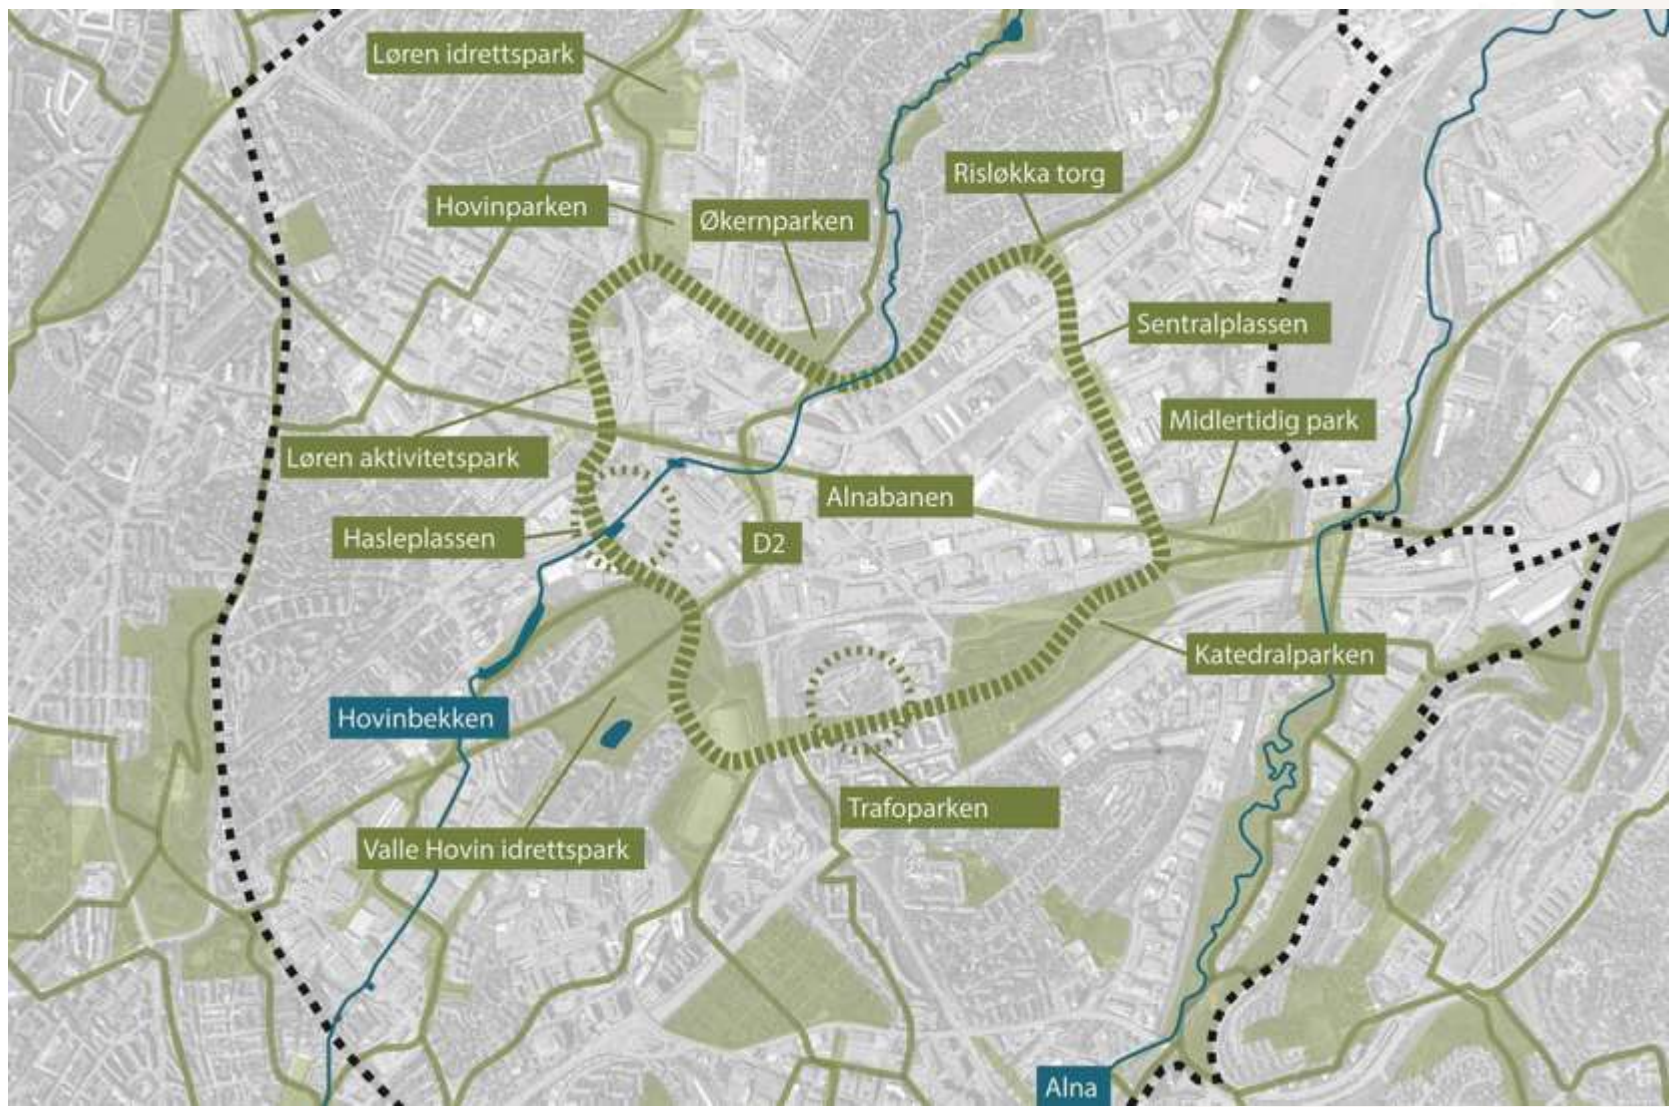 Løren idrettspark
Risløkka torg
Hovinparken
Økernparken
Sentralplassen
Midlertidig park
Løren aktivitetspark
Alnabanen
Hasleplassen
D2
Katedralparken
Hovinbekken
Trafoparken
Valle Hovin idrettspark
Alna